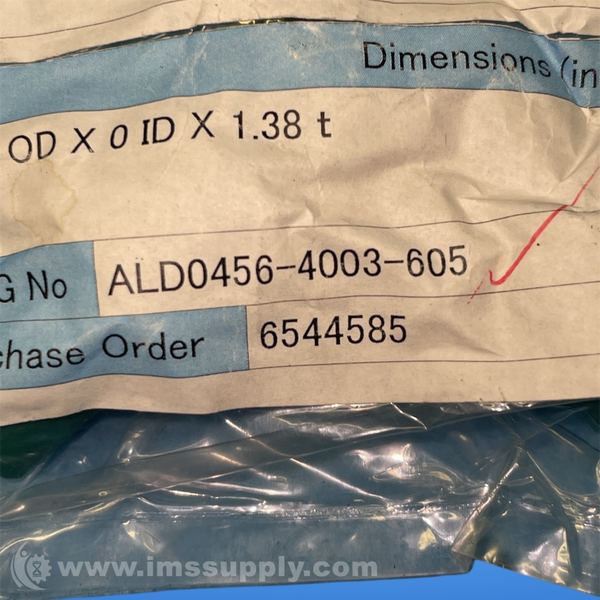 Dimensions (in
OD X 0 ID X 1.38 t
G No ALD0456-4003-605
chase Order 6544585
www.imssupply.com